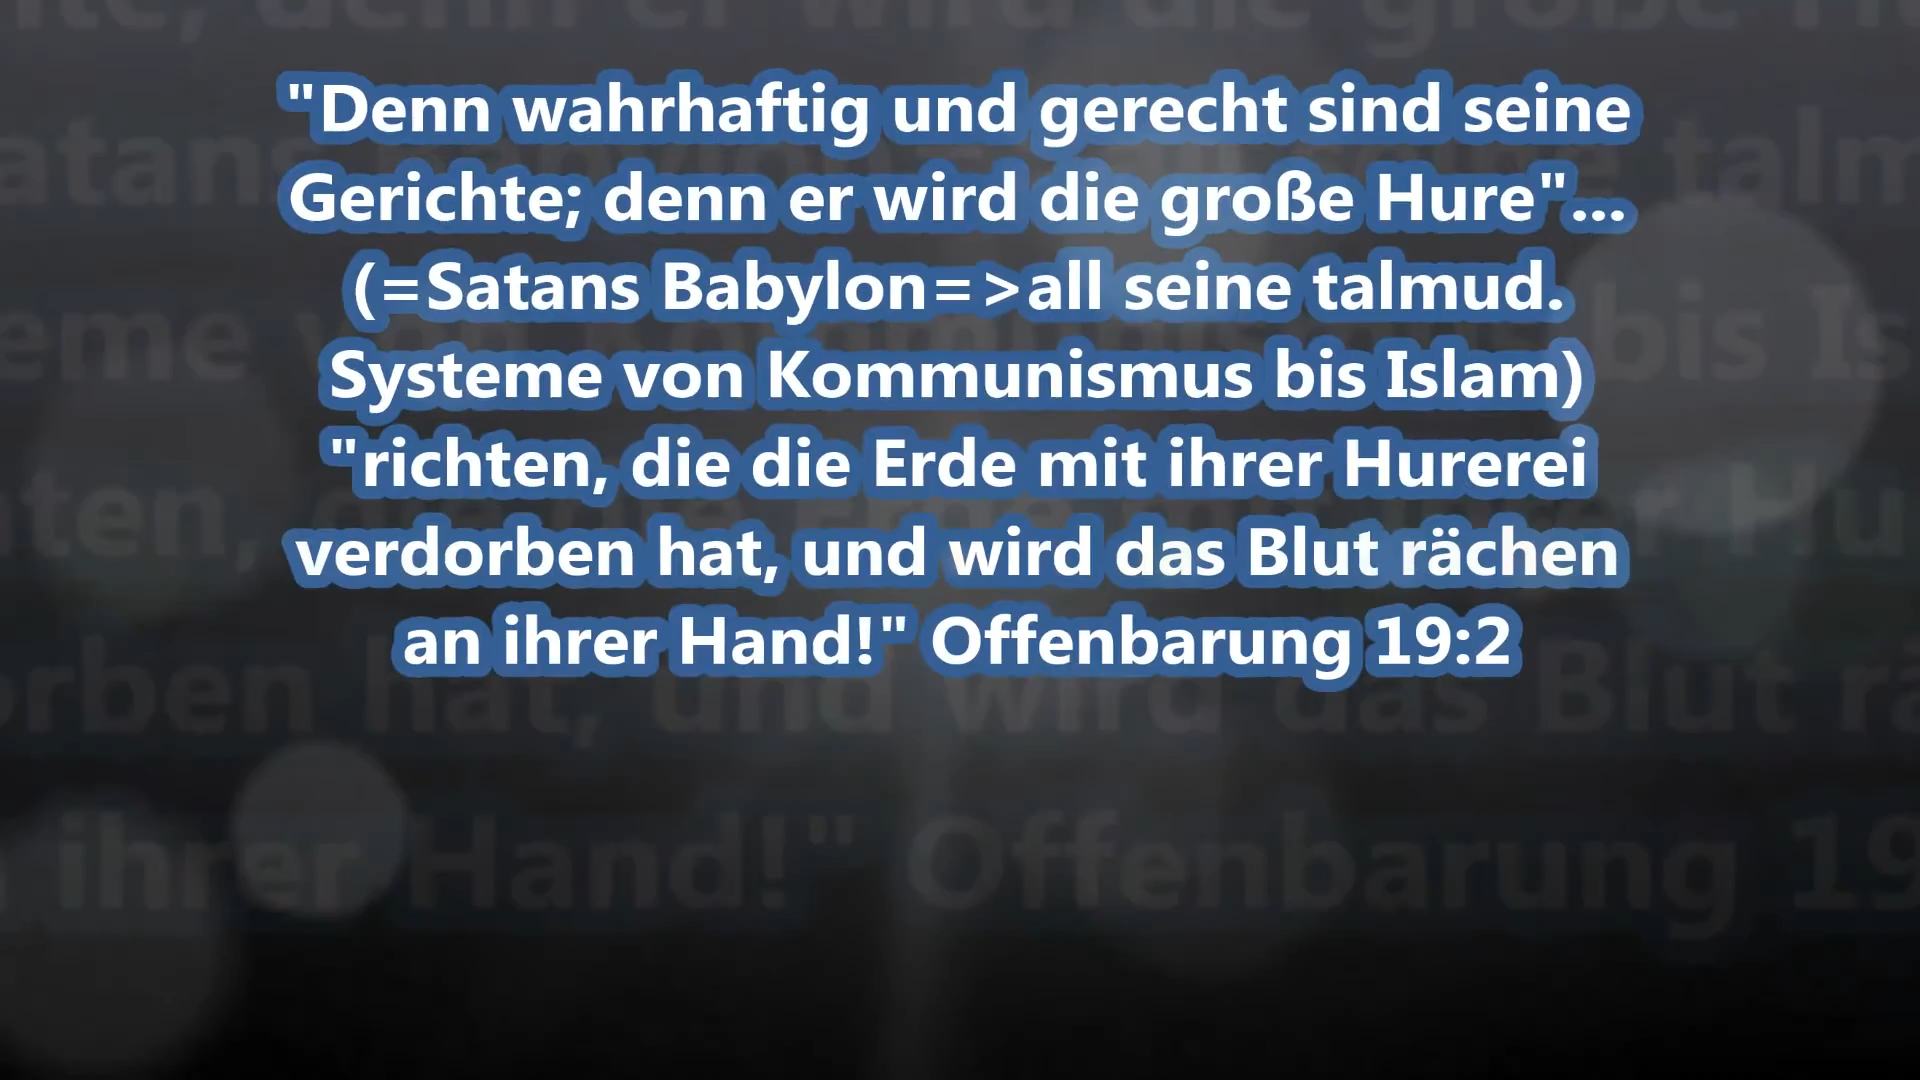 "Denn wahrhaftig und gerecht sind seine
Gerichte; denn er wird die große Hure"...
(=Satans Babylon=>all seine talmud.
Systeme von Kommunismus bis Islam)
"richten, die die Erde mit ihrer Hurerei
verdorben hat, und wird das Blut rächen
an ihrer Hand!" Offenbarung 19:2